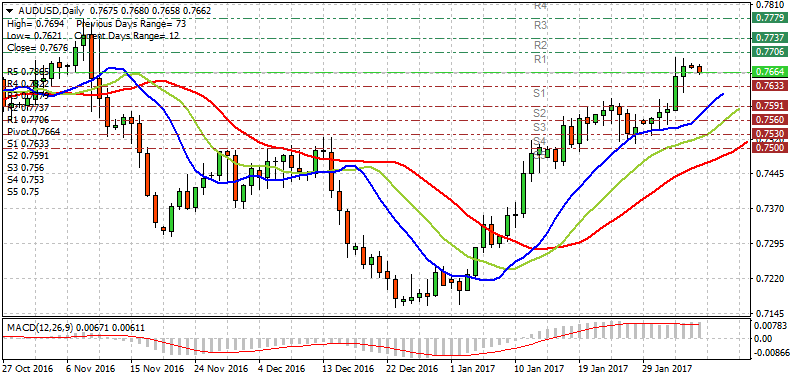 AUDUSD,Daily 0.7675 0.7680 0.7658 0.7662
High= 0.7694 Previous Days Range= 73
Low= 0.7621 Current Days Range= 12
Close= 0.7676
R5
R4
R3
R2 0.7737
R1 0.7706
Pivot 0.7664
S1 0.7633
S2 0.7591
S3 0.756
S4 0.753
S5 0.75
R4
R3
R2
R1
S1
S2
S3
S4
0.7810
0.7779
0.7737
0.7706
0.7664
0.7633
0.7591
0.7560
0.7530
0.7500
0.7445
0.7370
0.7295
0.7220
0.7145
MACD(12,26,9) 0.00671 0.00611
0.00783
0.00
-0.00866
27 Oct 2016 6 Nov 2016 15 Nov 2016 24 Nov 2016 4 Dec 2016 13 Dec 2016 22 Dec 2016 1 Jan 2017 10 Jan 2017 19 Jan 2017 29 Jan 2017